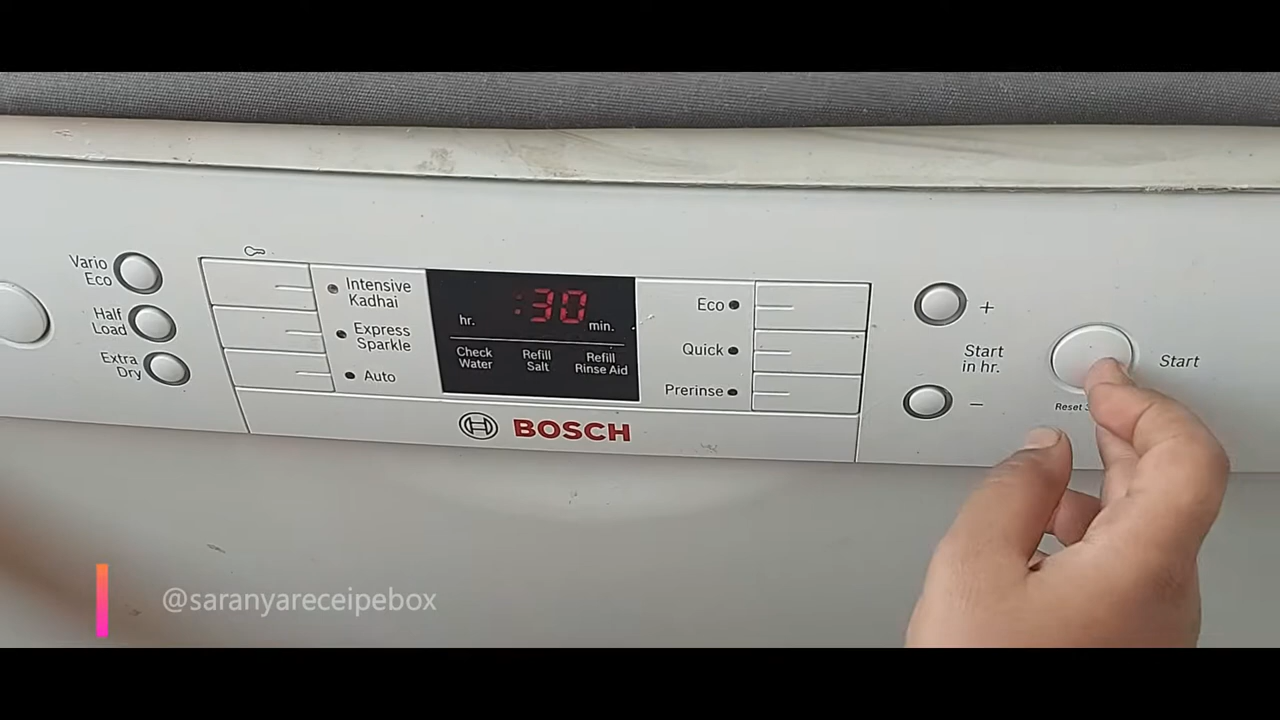 Vario
Eco
Half
Load
Extra
Dry
Intensive
Kadhai
Express
Sparkle
Auto
:30
hr.
min.
Check
Water
Refill
Salt
Refill
Rinse Aid
BOSCH
Eco
Quick
Prerinse
+
Start
in hr.
−
Start
Reset
@saranyareceipebox